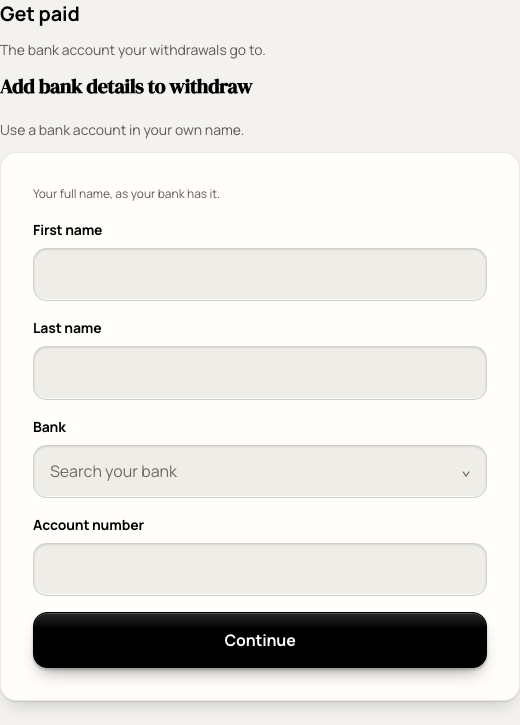 Get paid
The bank account your withdrawals go to.
Add bank details to withdraw
Use a bank account in your own name.
Your full name, as your bank has it.
First name
Last name
Bank
Search your bank
Account number
Continue